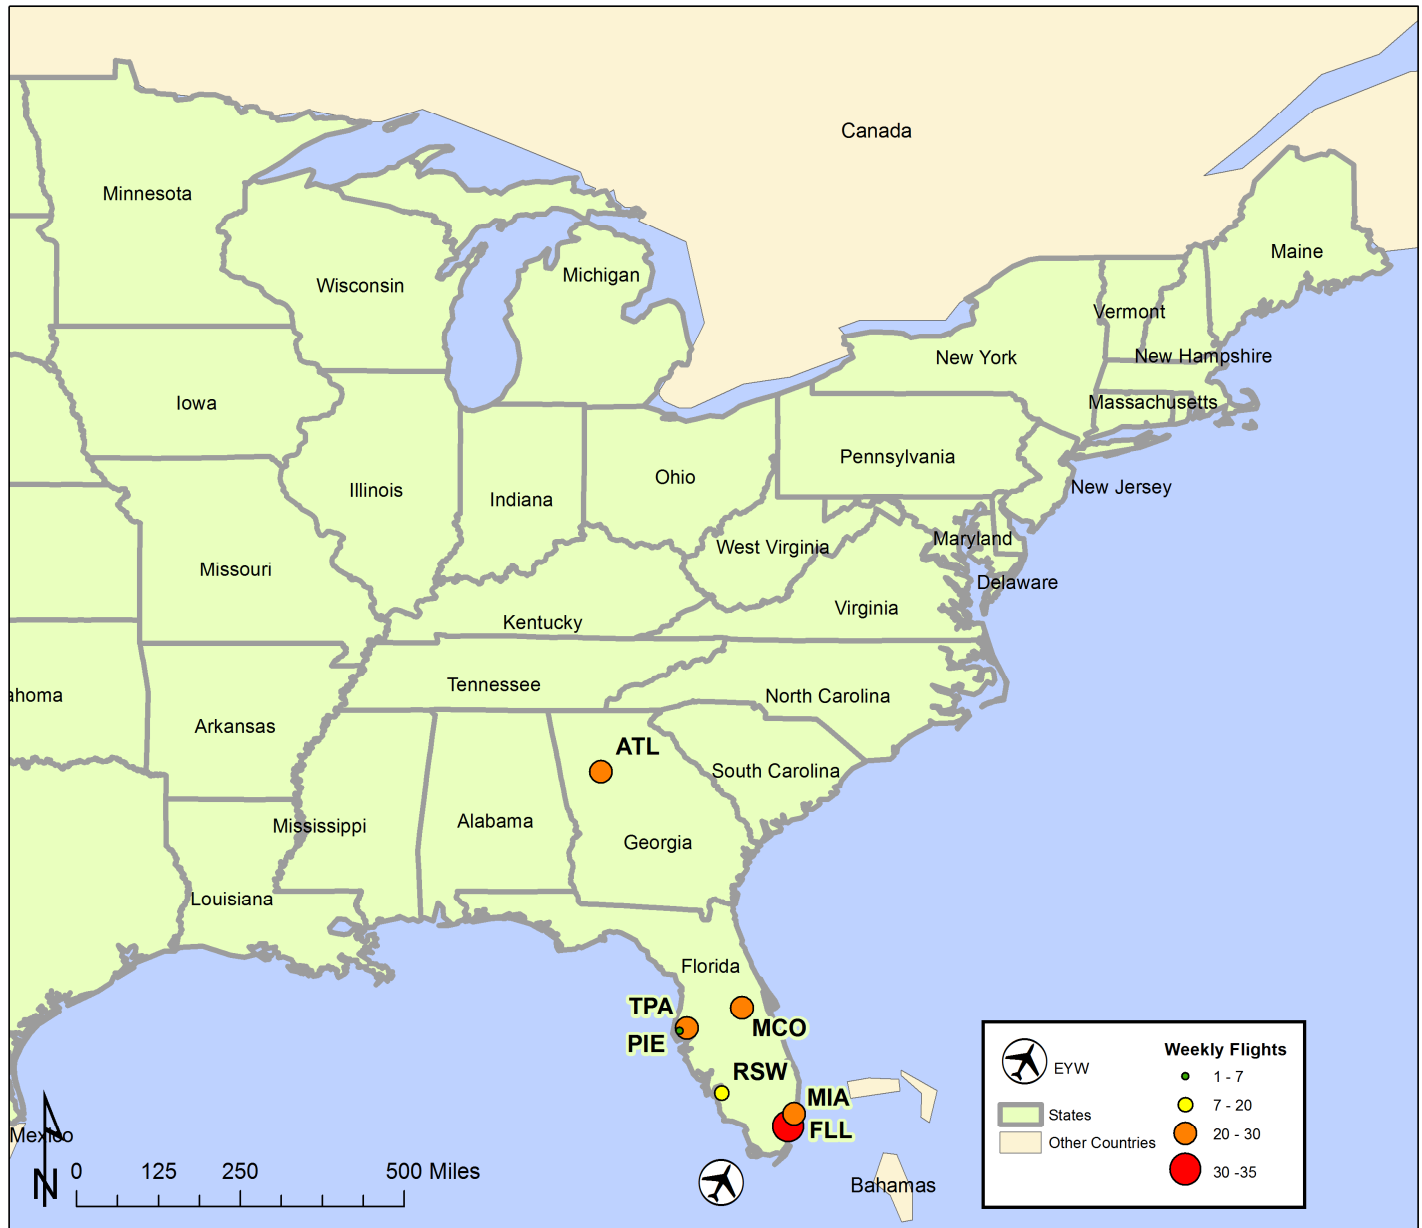 Canada
Minnesota
Maine
Michigan
Wisconsin
Vermont
New Hampshire
New York
Iowa
Massachusetts
Pennsylvania
Ohio
Illinois
Indiana
New Jersey
Maryland
West Virginia
Missouri
Delaware
Virginia
Kentucky
Tennessee
ahoma
North Carolina
Arkansas
ATL
South Carolina
Mississippi
Alabama
Georgia
Louisiana
Florida
TPA
MCO
PIE
RSW
MIA
FLL
Mexico
N
0 125 250 500 Miles
Bahamas
EYW
States
Other Countries
Weekly Flights
1 - 7
7 - 20
20 - 30
30 -35